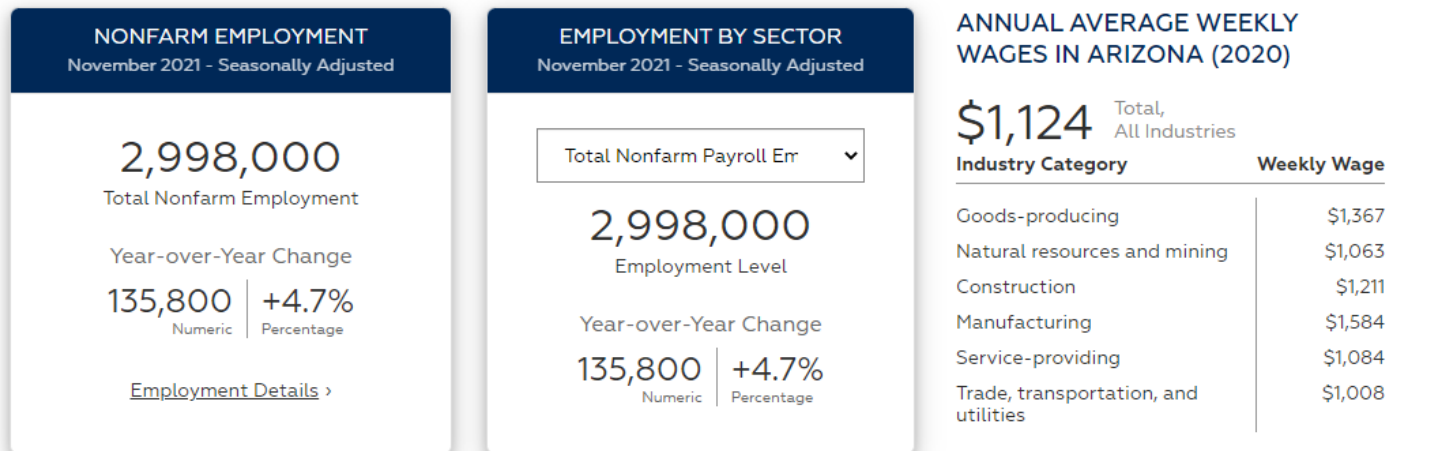 NONFARM EMPLOYMENT
November 2021 - Seasonally Adjusted
2,998,000
Total Nonfarm Employment
Year-over-Year Change
135,800 +4.7%
Numeric Percentage
Employment Details ›
EMPLOYMENT BY SECTOR
November 2021 - Seasonally Adjusted
Total Nonfarm Payroll Em
2,998,000
Employment Level
Year-over-Year Change
135,800 +4.7%
Numeric Percentage
ANNUAL AVERAGE WEEKLY
WAGES IN ARIZONA (2020)
$1,124 Total,
All Industries
Industry Category Weekly Wage
Goods-producing $1,367
Natural resources and mining $1,063
Construction $1,211
Manufacturing $1,584
Service-providing $1,084
Trade, transportation, and $1,008
utilities